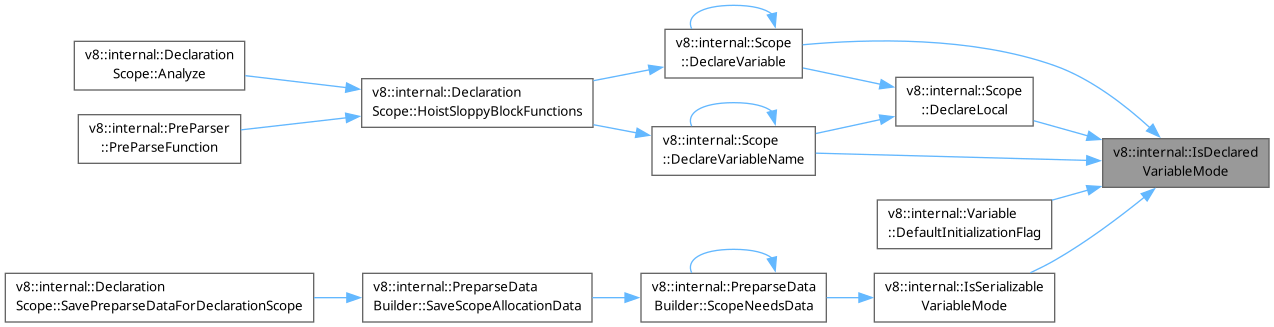 v8::internal::Declaration
Scope::Analyze
v8::internal::PreParser
::PreParseFunction
v8::internal::Declaration
Scope::HoistSloppyBlockFunctions
v8::internal::Scope
::DeclareVariable
v8::internal::Scope
::DeclareVariableName
v8::internal::Scope
::DeclareLocal
v8::internal::IsDeclared
VariableMode
v8::internal::Variable
::DefaultInitializationFlag
v8::internal::Declaration
Scope::SavePreparseDataForDeclarationScope
v8::internal::PreparseData
Builder::SaveScopeAllocationData
v8::internal::PreparseData
Builder::ScopeNeedsData
v8::internal::IsSerializable
VariableMode